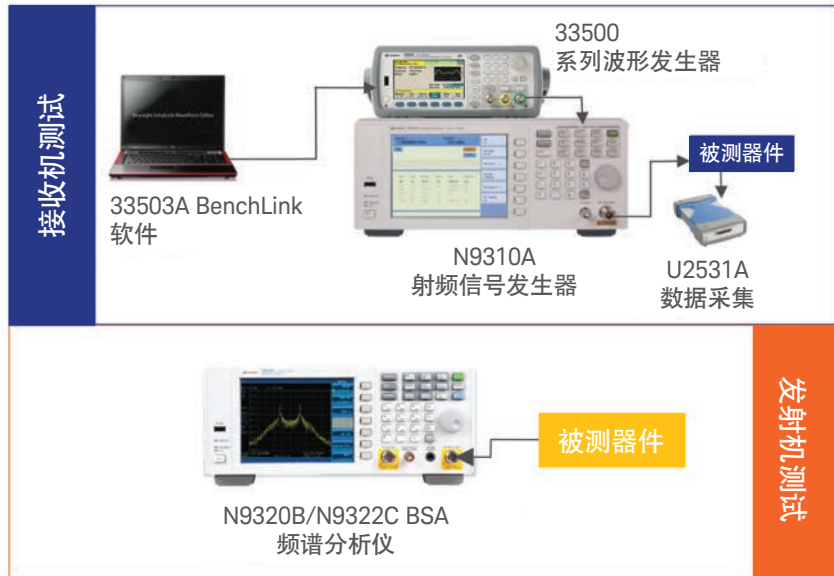 接收机测试
33500
系列波形发生器
33503A BenchLink
软件
N9310A
射频信号发生器
被测器件
U2531A
数据采集
发射机测试
被测器件
N9320B/N9322C BSA
频谱分析仪